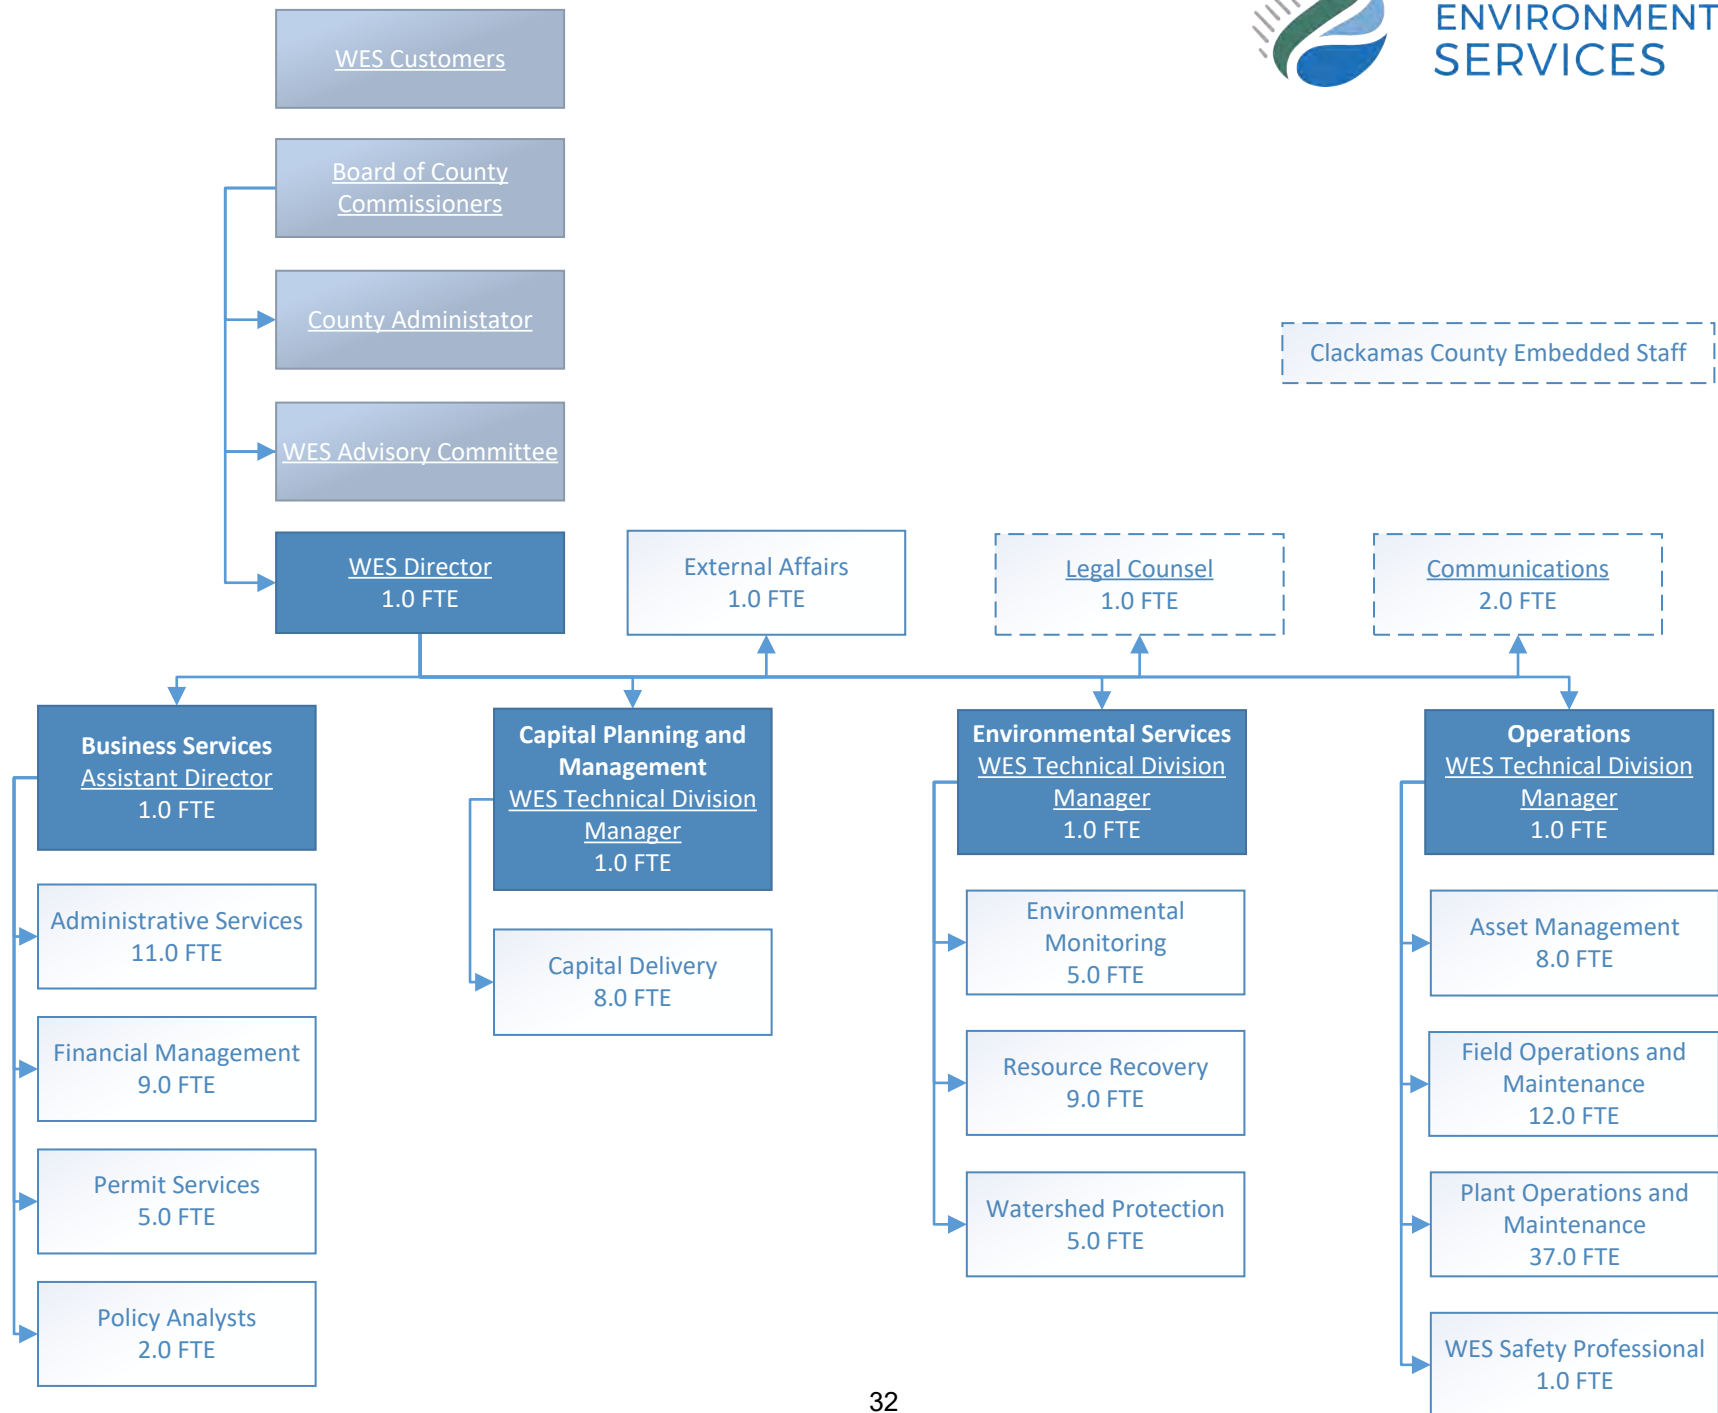 ENVIRONMENT
SERVICES
WES Customers
Board of County
Commissioners
County Administator
Clackamas County Embedded Staff
WES Advisory Committee
WES Director
1.0 FTE
External Affairs
1.0 FTE
Legal Counsel
1.0 FTE
Communications
2.0 FTE
Business Services
Assistant Director
1.0 FTE
Administrative Services
11.0 FTE
Financial Management
9.0 FTE
Permit Services
5.0 FTE
Policy Analysts
2.0 FTE
Capital Planning and
Management
WES Technical Division
Manager
1.0 FTE
Capital Delivery
8.0 FTE
Environmental Services
WES Technical Division
Manager
1.0 FTE
Environmental
Monitoring
5.0 FTE
Resource Recovery
9.0 FTE
Watershed Protection
5.0 FTE
Operations
WES Technical Division
Manager
1.0 FTE
Asset Management
8.0 FTE
Field Operations and
Maintenance
12.0 FTE
Plant Operations and
Maintenance
37.0 FTE
WES Safety Professional
1.0 FTE
32